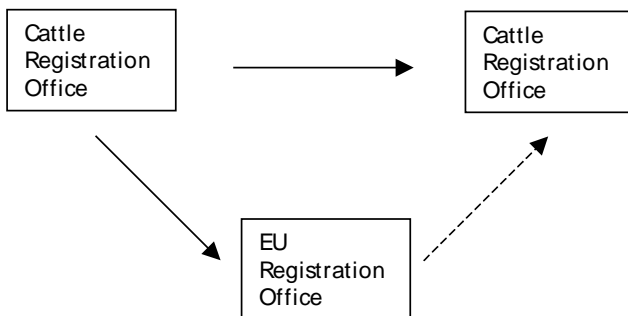 Cattle
Registration
Office
Cattle
Registration
Office
EU
Registration
Office